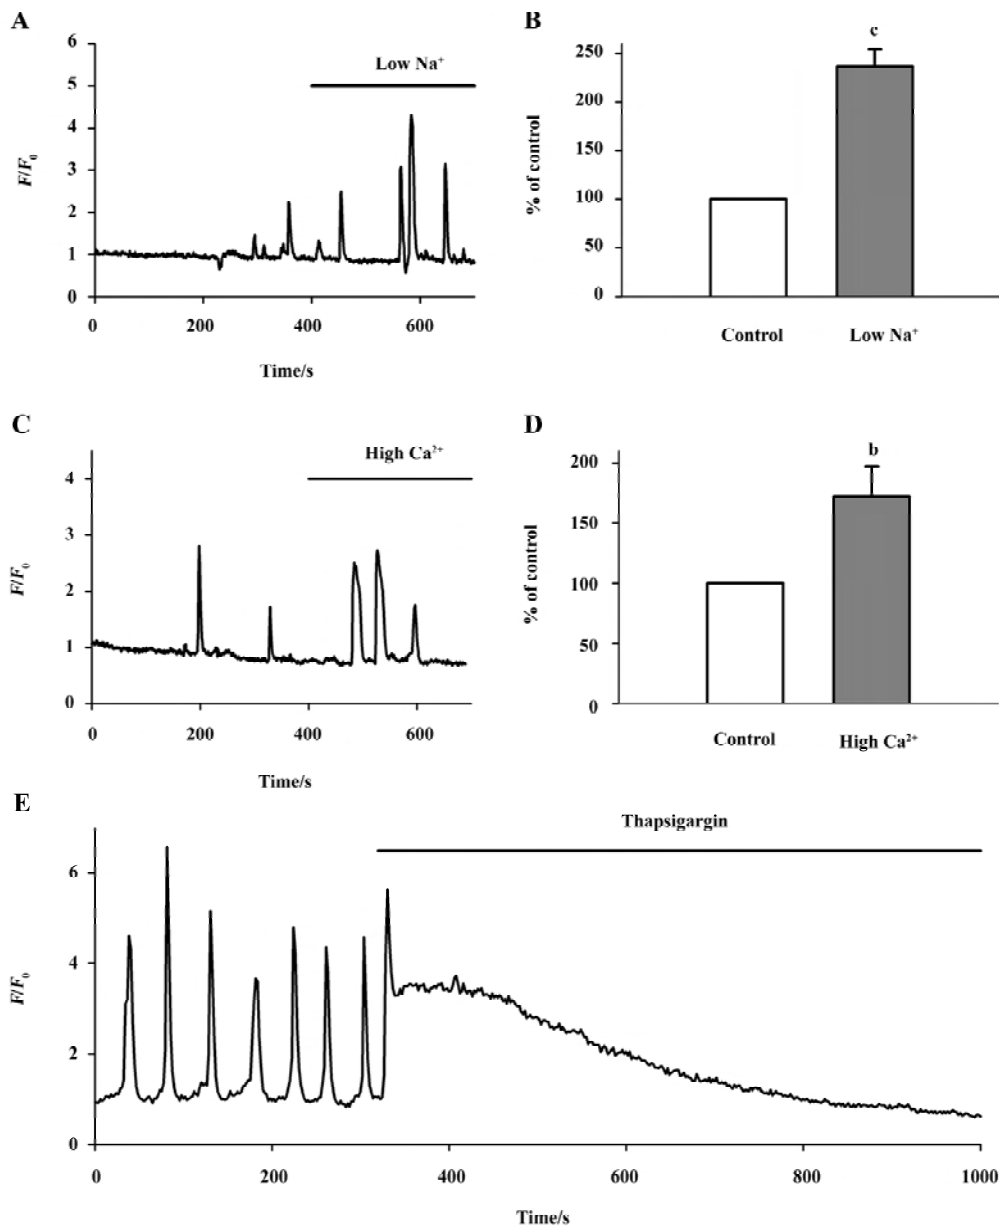 A
6
5
4
3
2
1
0
F/F₀
Low Na⁺
0 200 400 600
Time/s
B
250
200
150
100
50
0
% of control
c
Control Low Na⁺
C
4
3
2
1
0
F/F₀
High Ca²⁺
0 200 400 600
Time/s
D
200
150
100
50
0
% of control
b
Control High Ca²⁺
E
6
4
2
0
F/F₀
Thapsigargin
0 200 400 600 1000
Time/s